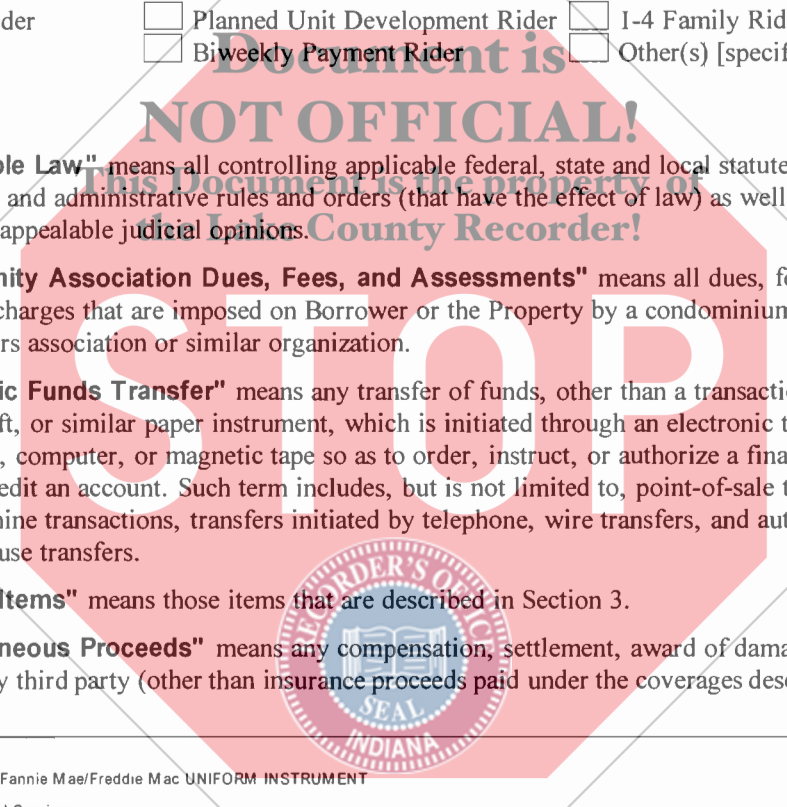 der Planned Unit Development Rider 1-4 Family Rid
Biweekly Payment Rider Other(s) [specif
Document is
NOT OFFICIAL!
This Document is the property of
the Lake County Recorder!
ble Law" means all controlling applicable federal, state and local statute
and administrative rules and orders (that have the effect of law) as well
appealable judicial opinions.
nity Association Dues, Fees, and Assessments" means all dues, fe
charges that are imposed on Borrower or the Property by a condominium
rs association or similar organization.
ic Funds Transfer" means any transfer of funds, other than a transacti
ft, or similar paper instrument, which is initiated through an electronic t
, computer, or magnetic tape so as to order, instruct, or authorize a fina
edit an account. Such term includes, but is not limited to, point-of-sale t
hine transactions, transfers initiated by telephone, wire transfers, and aut
use transfers.
STOP
Items" means those items that are described in Section 3.
neous Proceeds" means any compensation, settlement, award of dama
y third party (other than insurance proceeds paid under the coverages desc
RECORDER'S OFFICE
SEAL
INDIANA
Fannie Mae/Freddie Mac UNIFORM INSTRUMENT